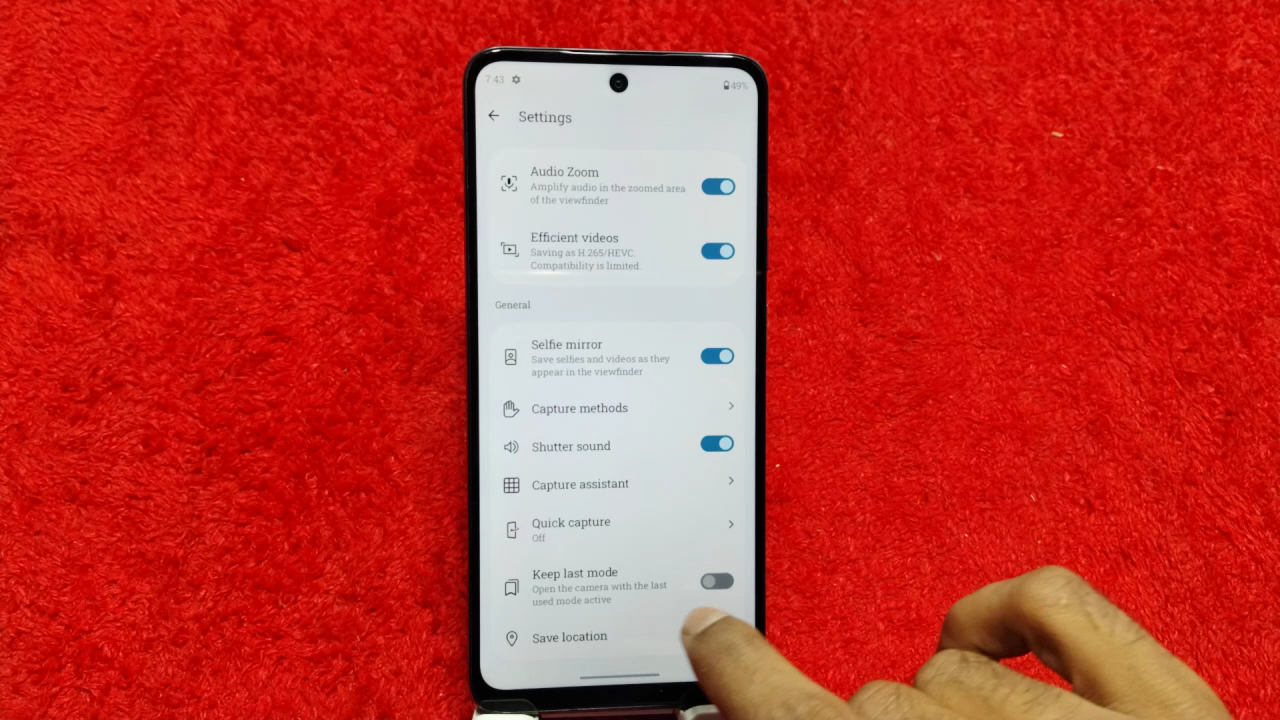 7:43 49%
Settings
Audio Zoom
Amplify audio in the zoomed area
of the viewfinder
Efficient videos
Saving as H.265/HEVC.
Compatibility is limited.
General
Selfie mirror
Save selfies and videos as they
appear in the viewfinder
Capture methods
Shutter sound
Capture assistant
Quick capture
Off
Keep last mode
Open the camera with the last
used mode active
Save location